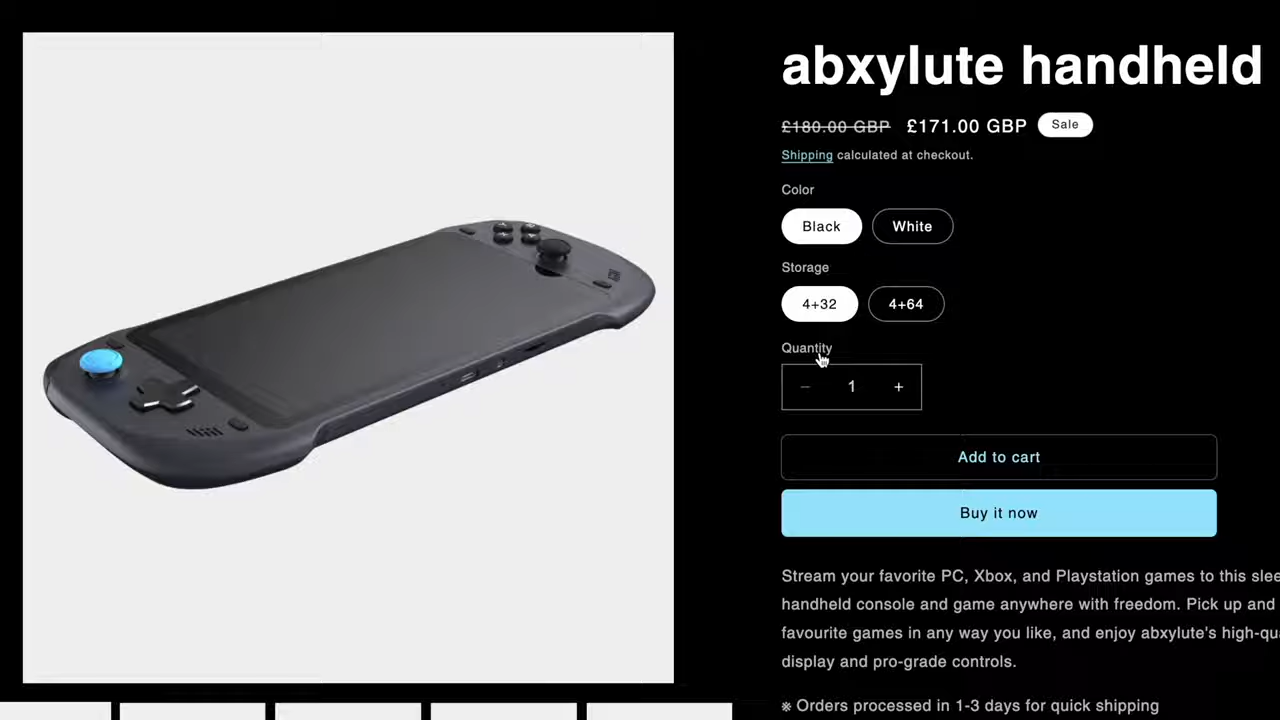 abxylute handheld
£180.00 GBP £171.00 GBP Sale
Shipping calculated at checkout.
Color
Black White
Storage
4+32 4+64
Quantity
− 1 +
Add to cart
Buy it now
Stream your favorite PC, Xbox, and Playstation games to this
handheld console and game anywhere with freedom. Pick up and
favourite games in any way you like, and enjoy abxylute's
display and pro-grade controls.
※ Orders processed in 1-3 days for quick shipping